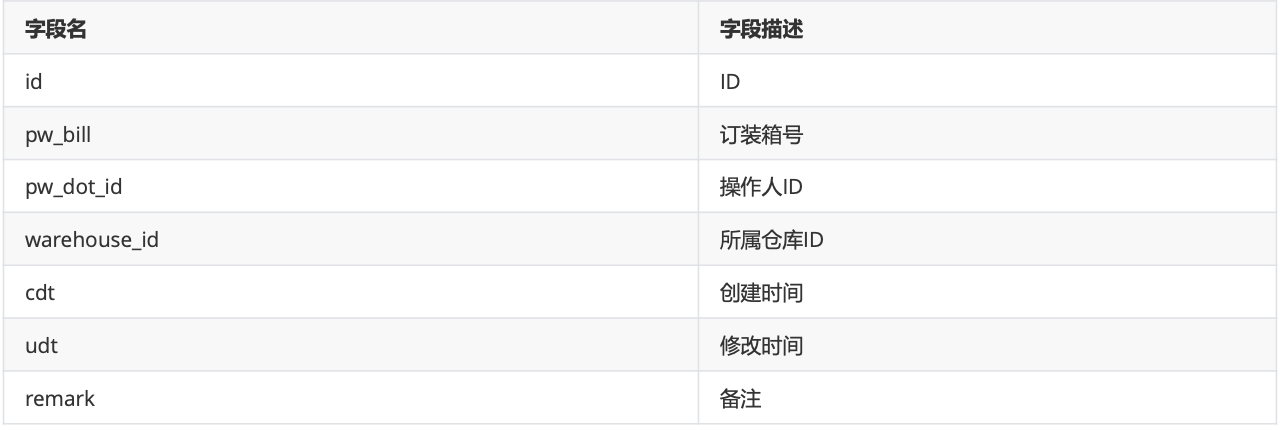 字段名 字段描述
id ID
pw_bill 订装箱号
pw_dot_id 操作人ID
warehouse_id 所属仓库ID
cdt 创建时间
udt 修改时间
remark 备注